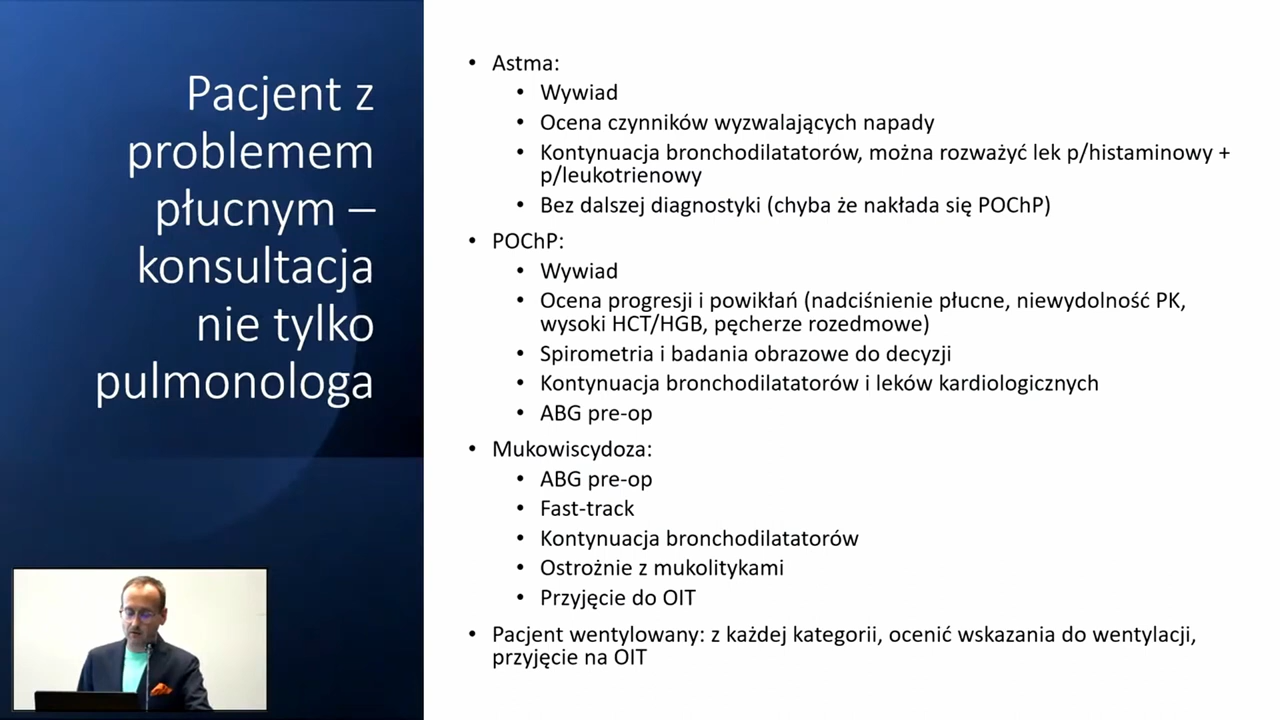 Pacjent z
problemem
płucnym –
konsultacja
nie tylko
pulmonologa
• Astma:
• Wywiad
• Ocena czynników wyzwalających napady
• Kontynuacja bronchodilatatorów, można rozważyć lek p/histaminowy +
p/leukotrienowy
• Bez dalszej diagnostyki (chyba że nakłada się POChP)
• POChP:
• Wywiad
• Ocena progresji i powikłań (nadciśnienie płucne, niewydolność PK,
wysoki HCT/HGB, pęcherze rozedmowe)
• Spirometria i badania obrazowe do decyzji
• Kontynuacja bronchodilatatorów i leków kardiologicznych
• ABG pre-op
• Mukowiscydoza:
• ABG pre-op
• Fast-track
• Kontynuacja bronchodilatatorów
• Ostrożnie z mukolitykami
• Przyjęcie do OIT
• Pacjent wentylowany: z każdej kategorii, ocenić wskazania do wentylacji,
przyjęcie na OIT